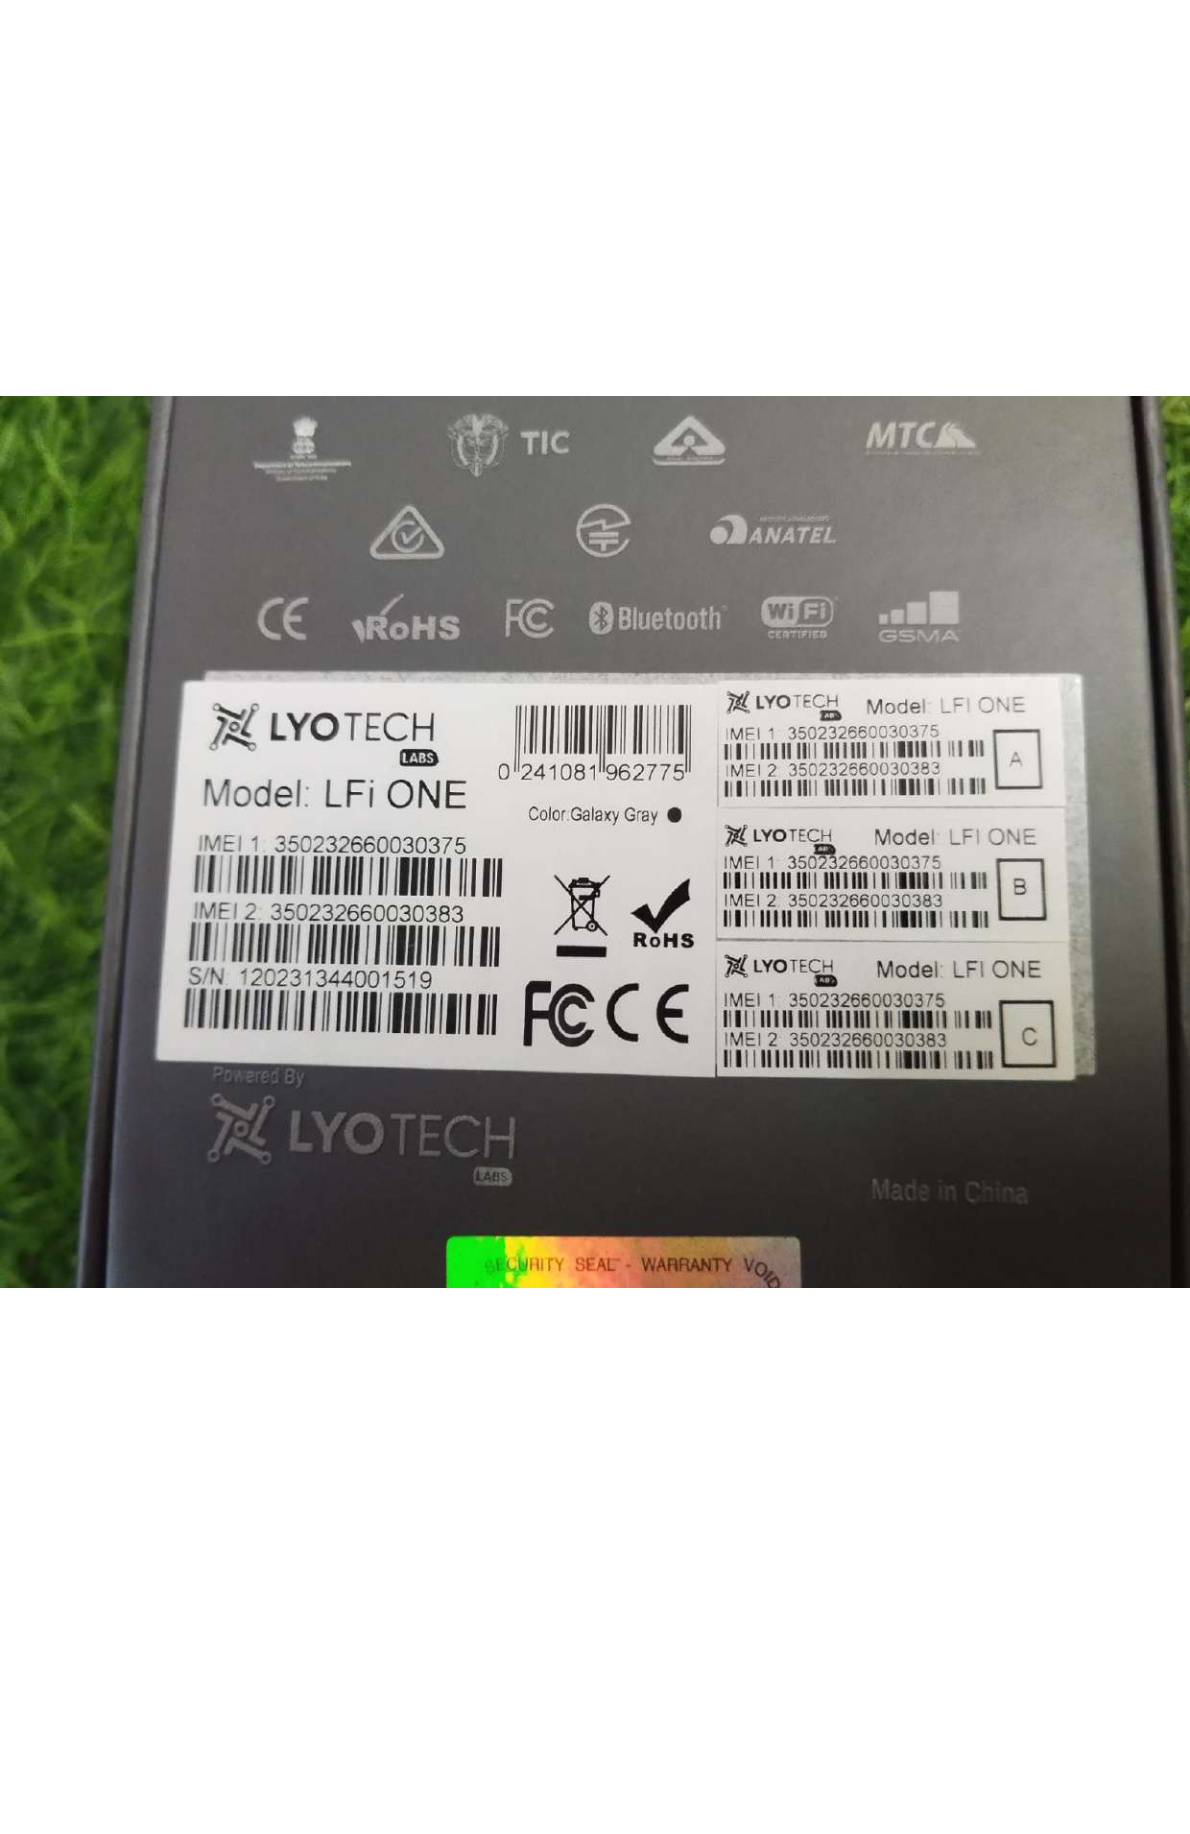 TIC
MTC
ANATEL
CE
RoHS
FC
Bluetooth
Wi Fi
CERTIFIED
GSMA
LYOTECH
LABS
Model: LFi ONE
0 241081 962775
Color:Galaxy Gray
IMEI 1: 350232660030375
IMEI 2: 350232660030383
S/N: 120231344001519
RoHS
FC CE
LYOTECH Model: LFI ONE
IMEI 1: 350232660030375
IMEI 2: 350232660030383
A
LYOTECH Model: LFI ONE
IMEI 1: 350232660030375
IMEI 2: 350232660030383
B
LYOTECH Model: LFI ONE
IMEI 1: 350232660030375
IMEI 2: 350232660030383
C
Powered By
LYOTECH
LABS
Made in China
SECURITY SEAL - WARRANTY VOID